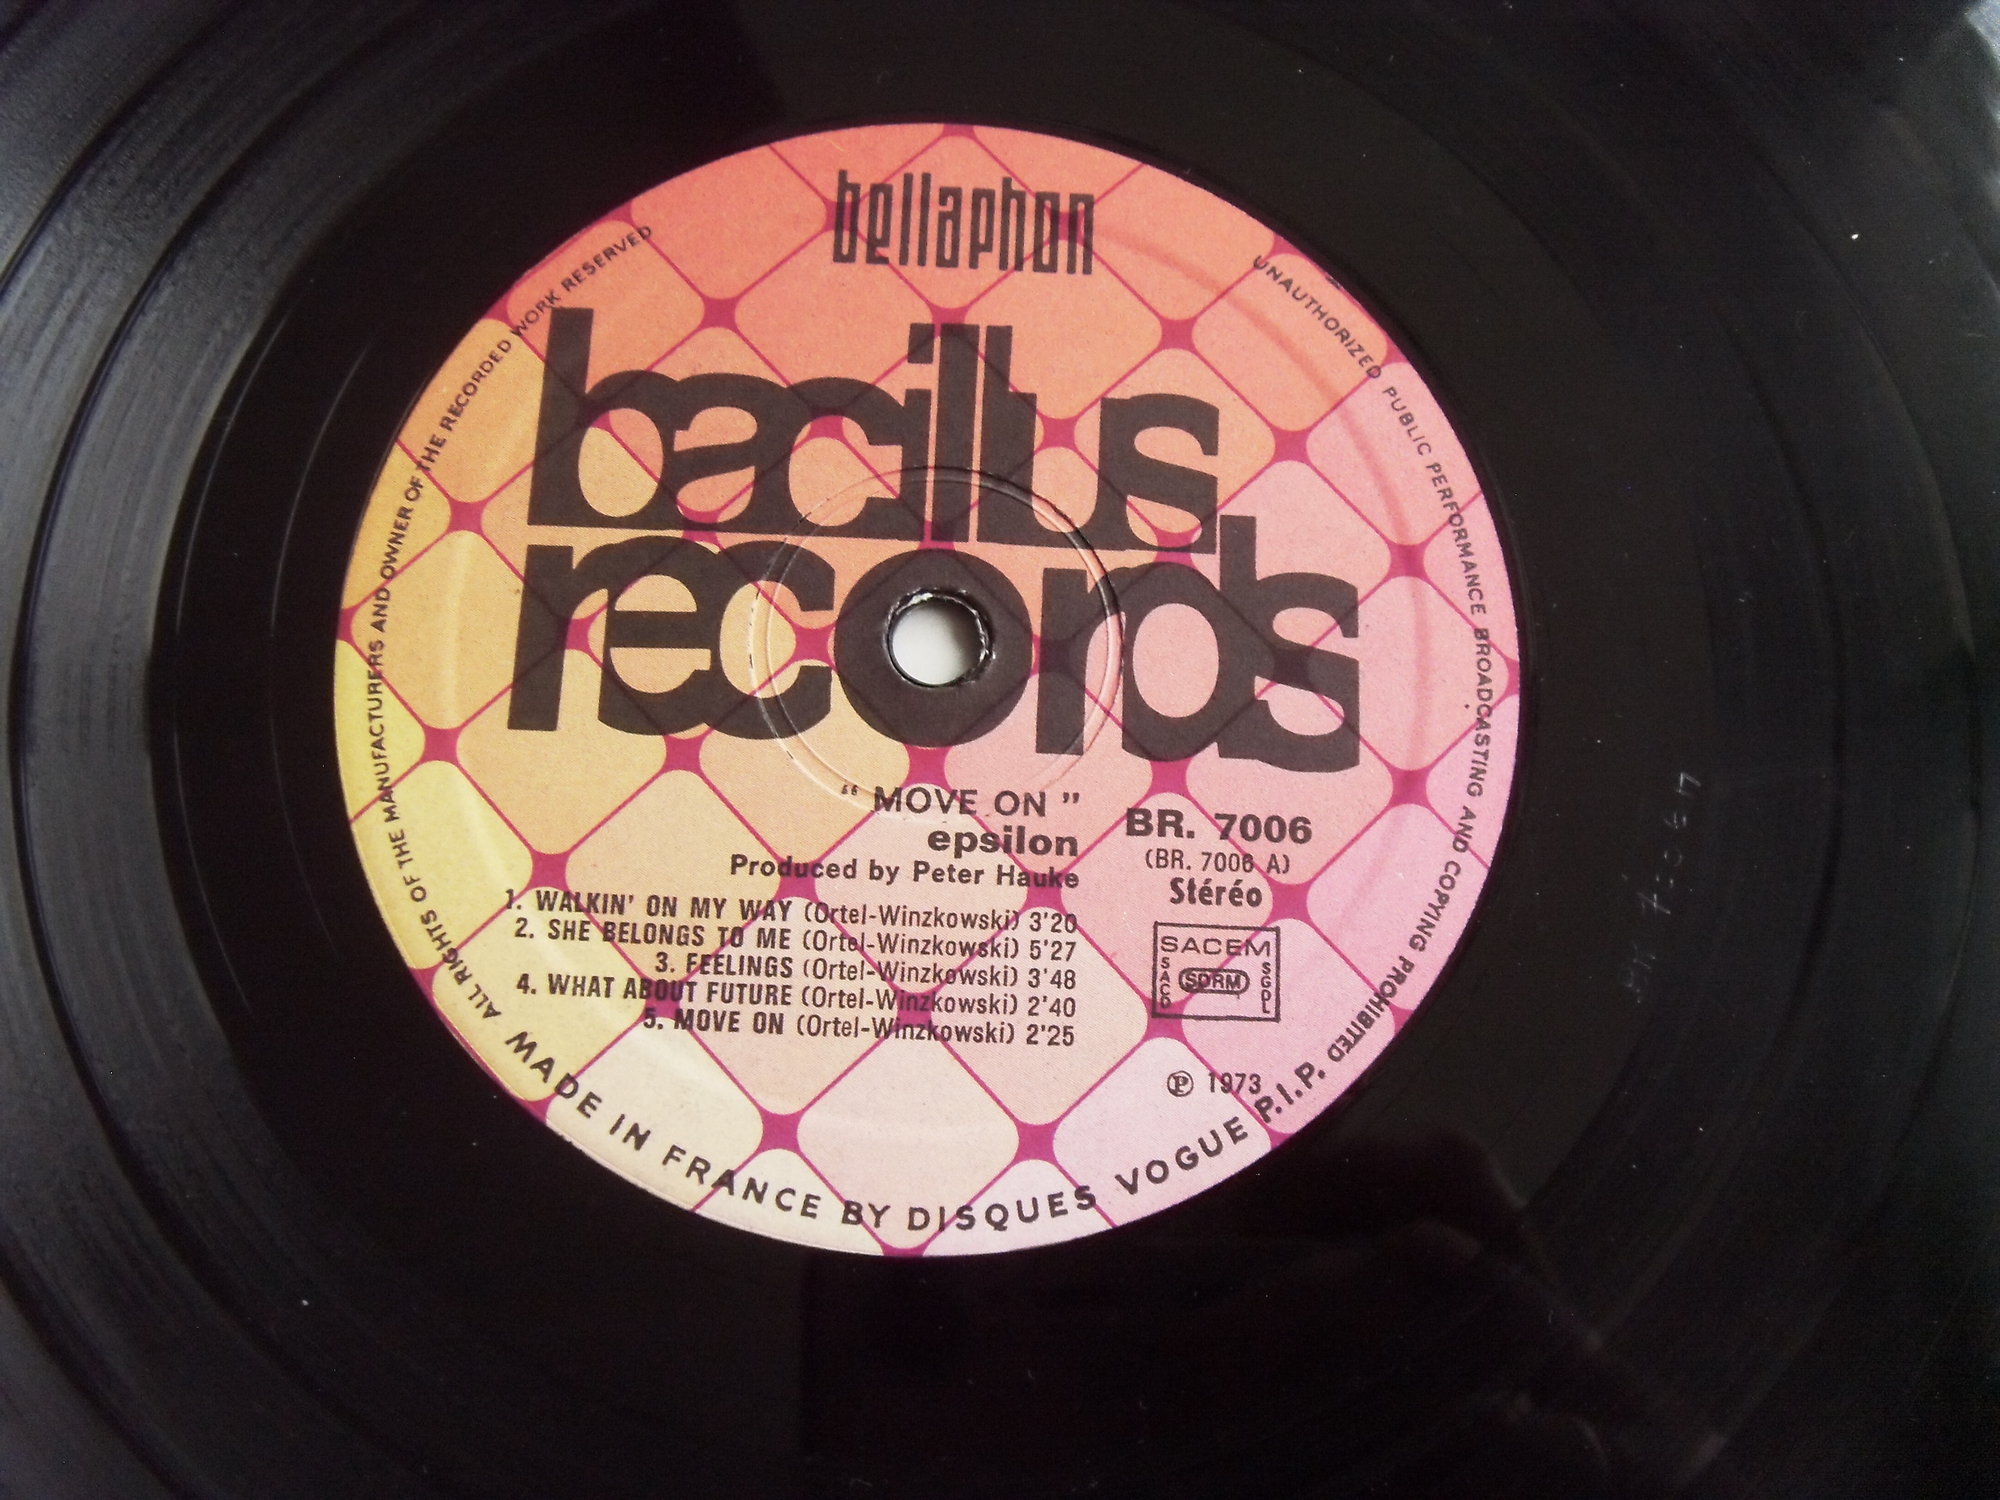 bellaphon
bacillus
records
“ MOVE ON ”
epsilon
Produced by Peter Hauke
1. WALKIN' ON MY WAY (Ortel-Winzkowski) 3'20
2. SHE BELONGS TO ME (Ortel-Winzkowski) 5'27
3. FEELINGS (Ortel-Winzkowski) 3'48
4. WHAT ABOUT FUTURE (Ortel-Winzkowski) 2'40
5. MOVE ON (Ortel-Winzkowski) 2'25
BR. 7006
(BR. 7006 A)
Stéréo
SACEM
SACD
SDRM
SGDL
℗ 1973
ALL RIGHTS OF THE MANUFACTURERS AND OWNER OF THE RECORDED WORK RESERVED
UNAUTHORIZED PUBLIC PERFORMANCE BROADCASTING AND COPYING PROHIBITED
MADE IN FRANCE BY DISQUES VOGUE P.I.P.